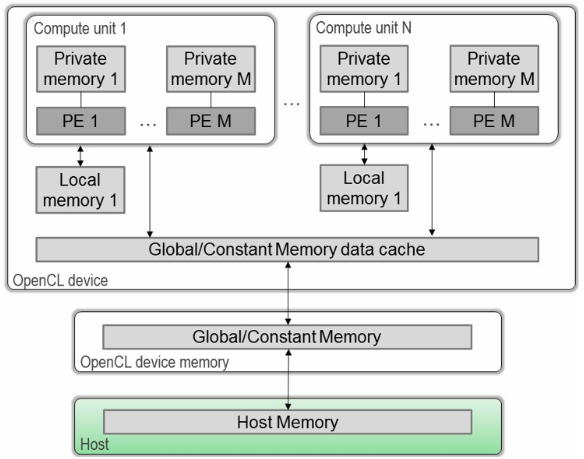 Compute unit 1
Private memory 1
Private memory M
PE 1
...
PE M
Local memory 1
...
Compute unit N
Private memory 1
Private memory M
PE 1
...
PE M
Local memory 1
Global/Constant Memory data cache
OpenCL device
Global/Constant Memory
OpenCL device memory
Host Memory
Host